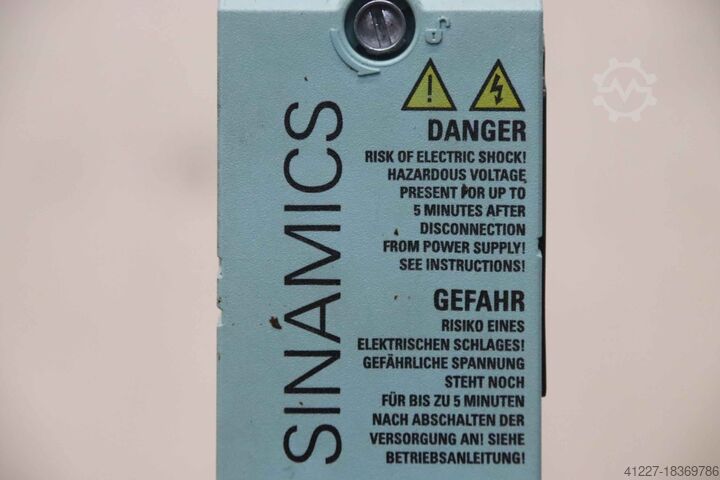 SINAMICS
DANGER
RISK OF ELECTRIC SHOCK!
HAZARDOUS VOLTAGE
PRESENT FOR UP TO
5 MINUTES AFTER
DISCONNECTION
FROM POWER SUPPLY!
SEE INSTRUCTIONS!
GEFAHR
RISIKO EINES
ELEKTRISCHEN SCHLAGES!
GEFÄHRLICHE SPANNUNG
STEHT NOCH
FÜR BIS ZU 5 MINUTEN
NACH ABSCHALTEN DER
VERSORGUNG AN! SIEHE
BETRIEBSANLEITUNG!
41227-18369786